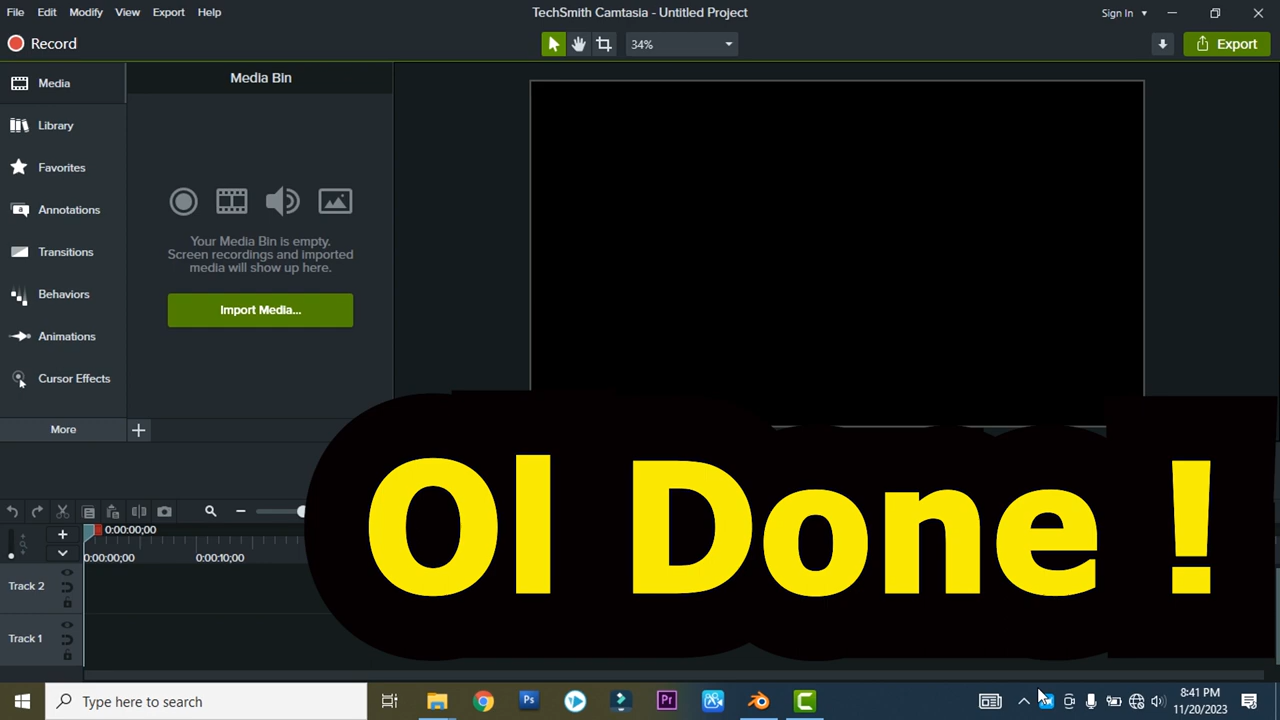 File Edit Modify View Export Help
TechSmith Camtasia - Untitled Project
Sign In
Record
34%
Export
Media
Library
Favorites
Annotations
Transitions
Behaviors
Animations
Cursor Effects
More
Media Bin
Your Media Bin is empty.
Screen recordings and imported
media will show up here.
Import Media...
0:00:00;00
0:00:00;00 0:00:10;00
Track 2
Track 1
Ol Done !
Type here to search
Ps
Pr
8:41 PM
11/20/2023